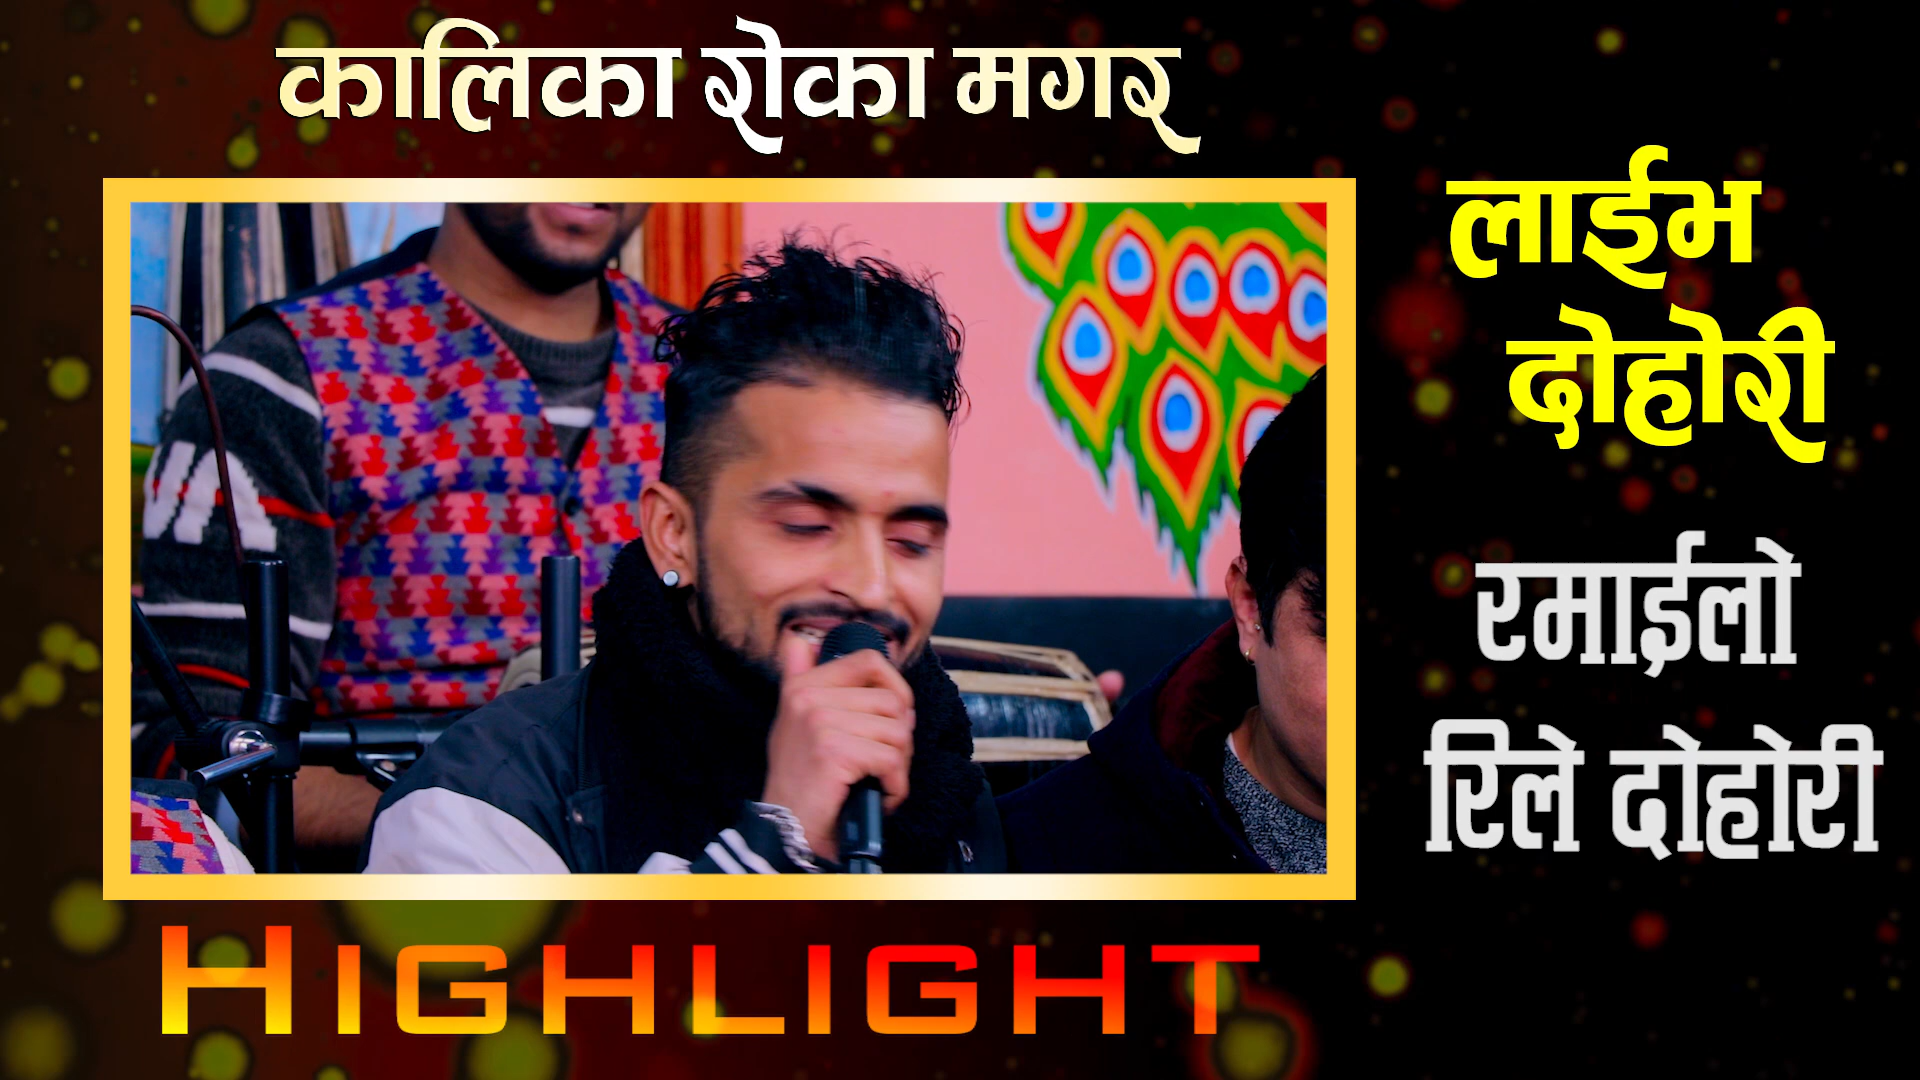 कालिका रोका मगर
लाईभ
दोहोरी
रमाईलो
रिले दोहोरी
HIGHLIGHT